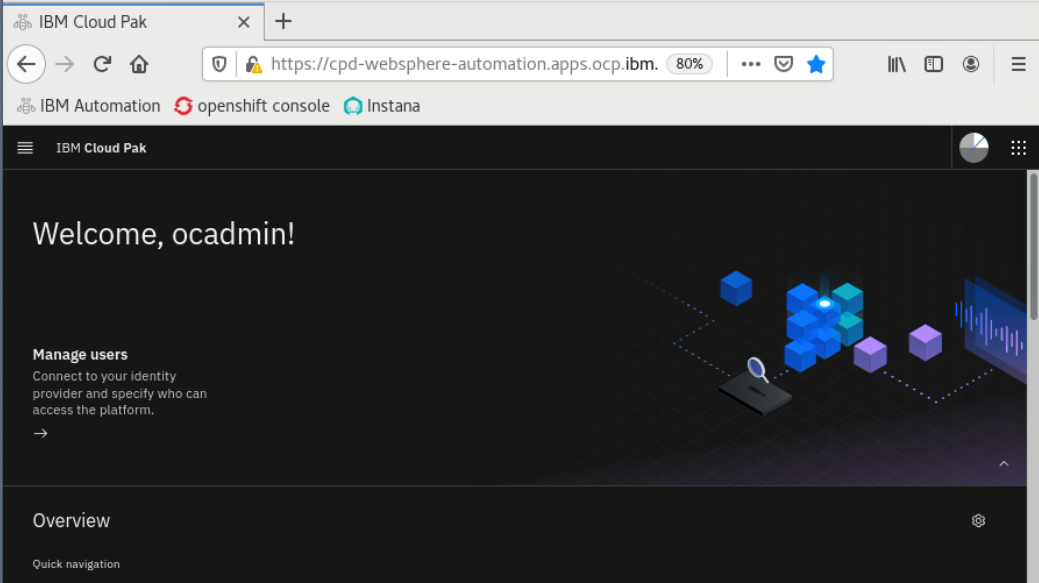 IBM Cloud Pak
https://cpd-websphere-automation.apps.ocp.ibm. 80%
IBM Automation openshift console Instana
IBM Cloud Pak
Welcome, ocadmin!
Manage users
Connect to your identity
provider and specify who can
access the platform.
Overview
Quick navigation